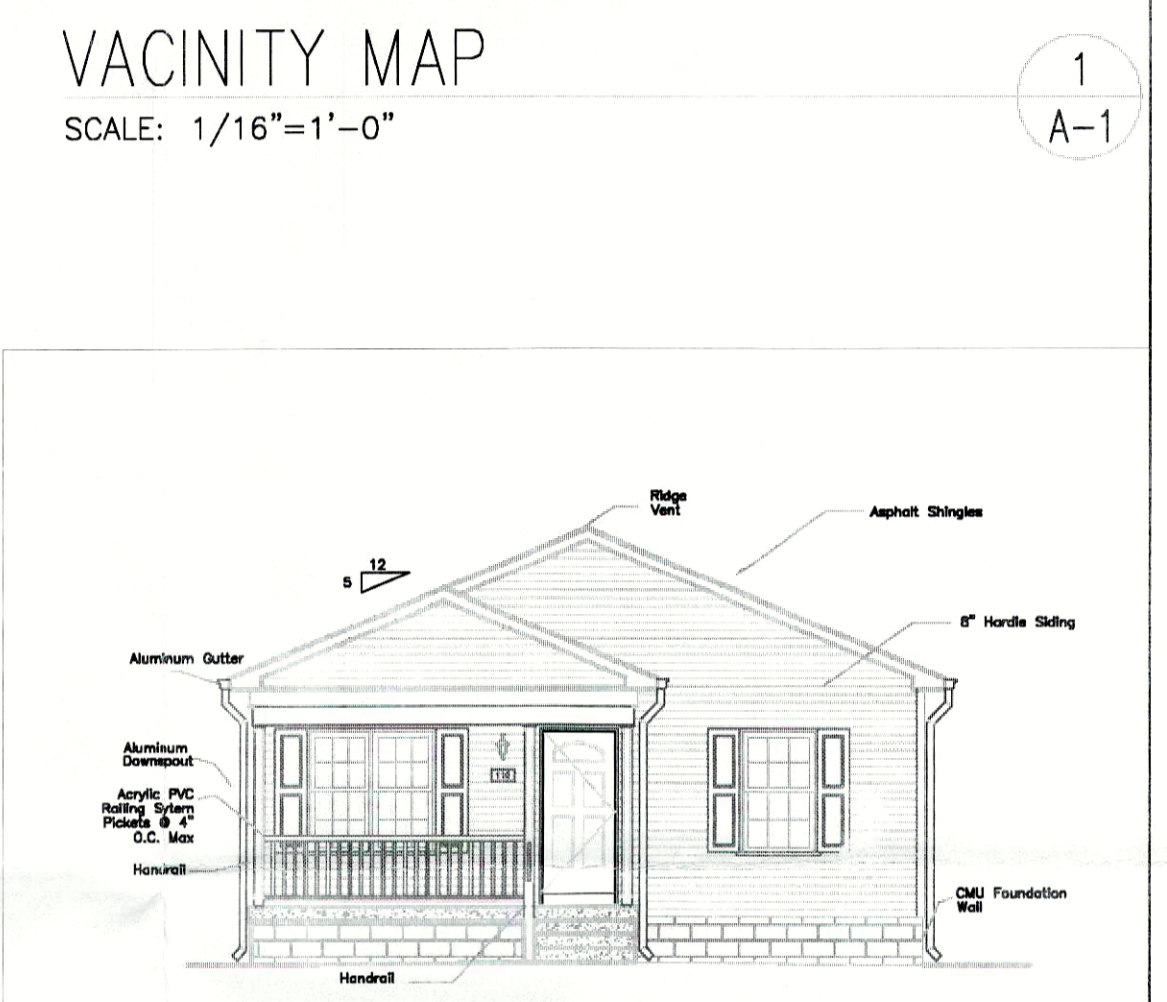 VACINITY MAP
SCALE: 1/16"=1'-0"
1
A-1
Ridge
Vent
Asphalt Shingles
12
5
8" Hardie Siding
Aluminum Gutter
Aluminum
Downspout
Acrylic PVC
Railing Sytem
Pickets @ 4"
O.C. Max
Handrail
110
CMU Foundation
Wall
Handrail